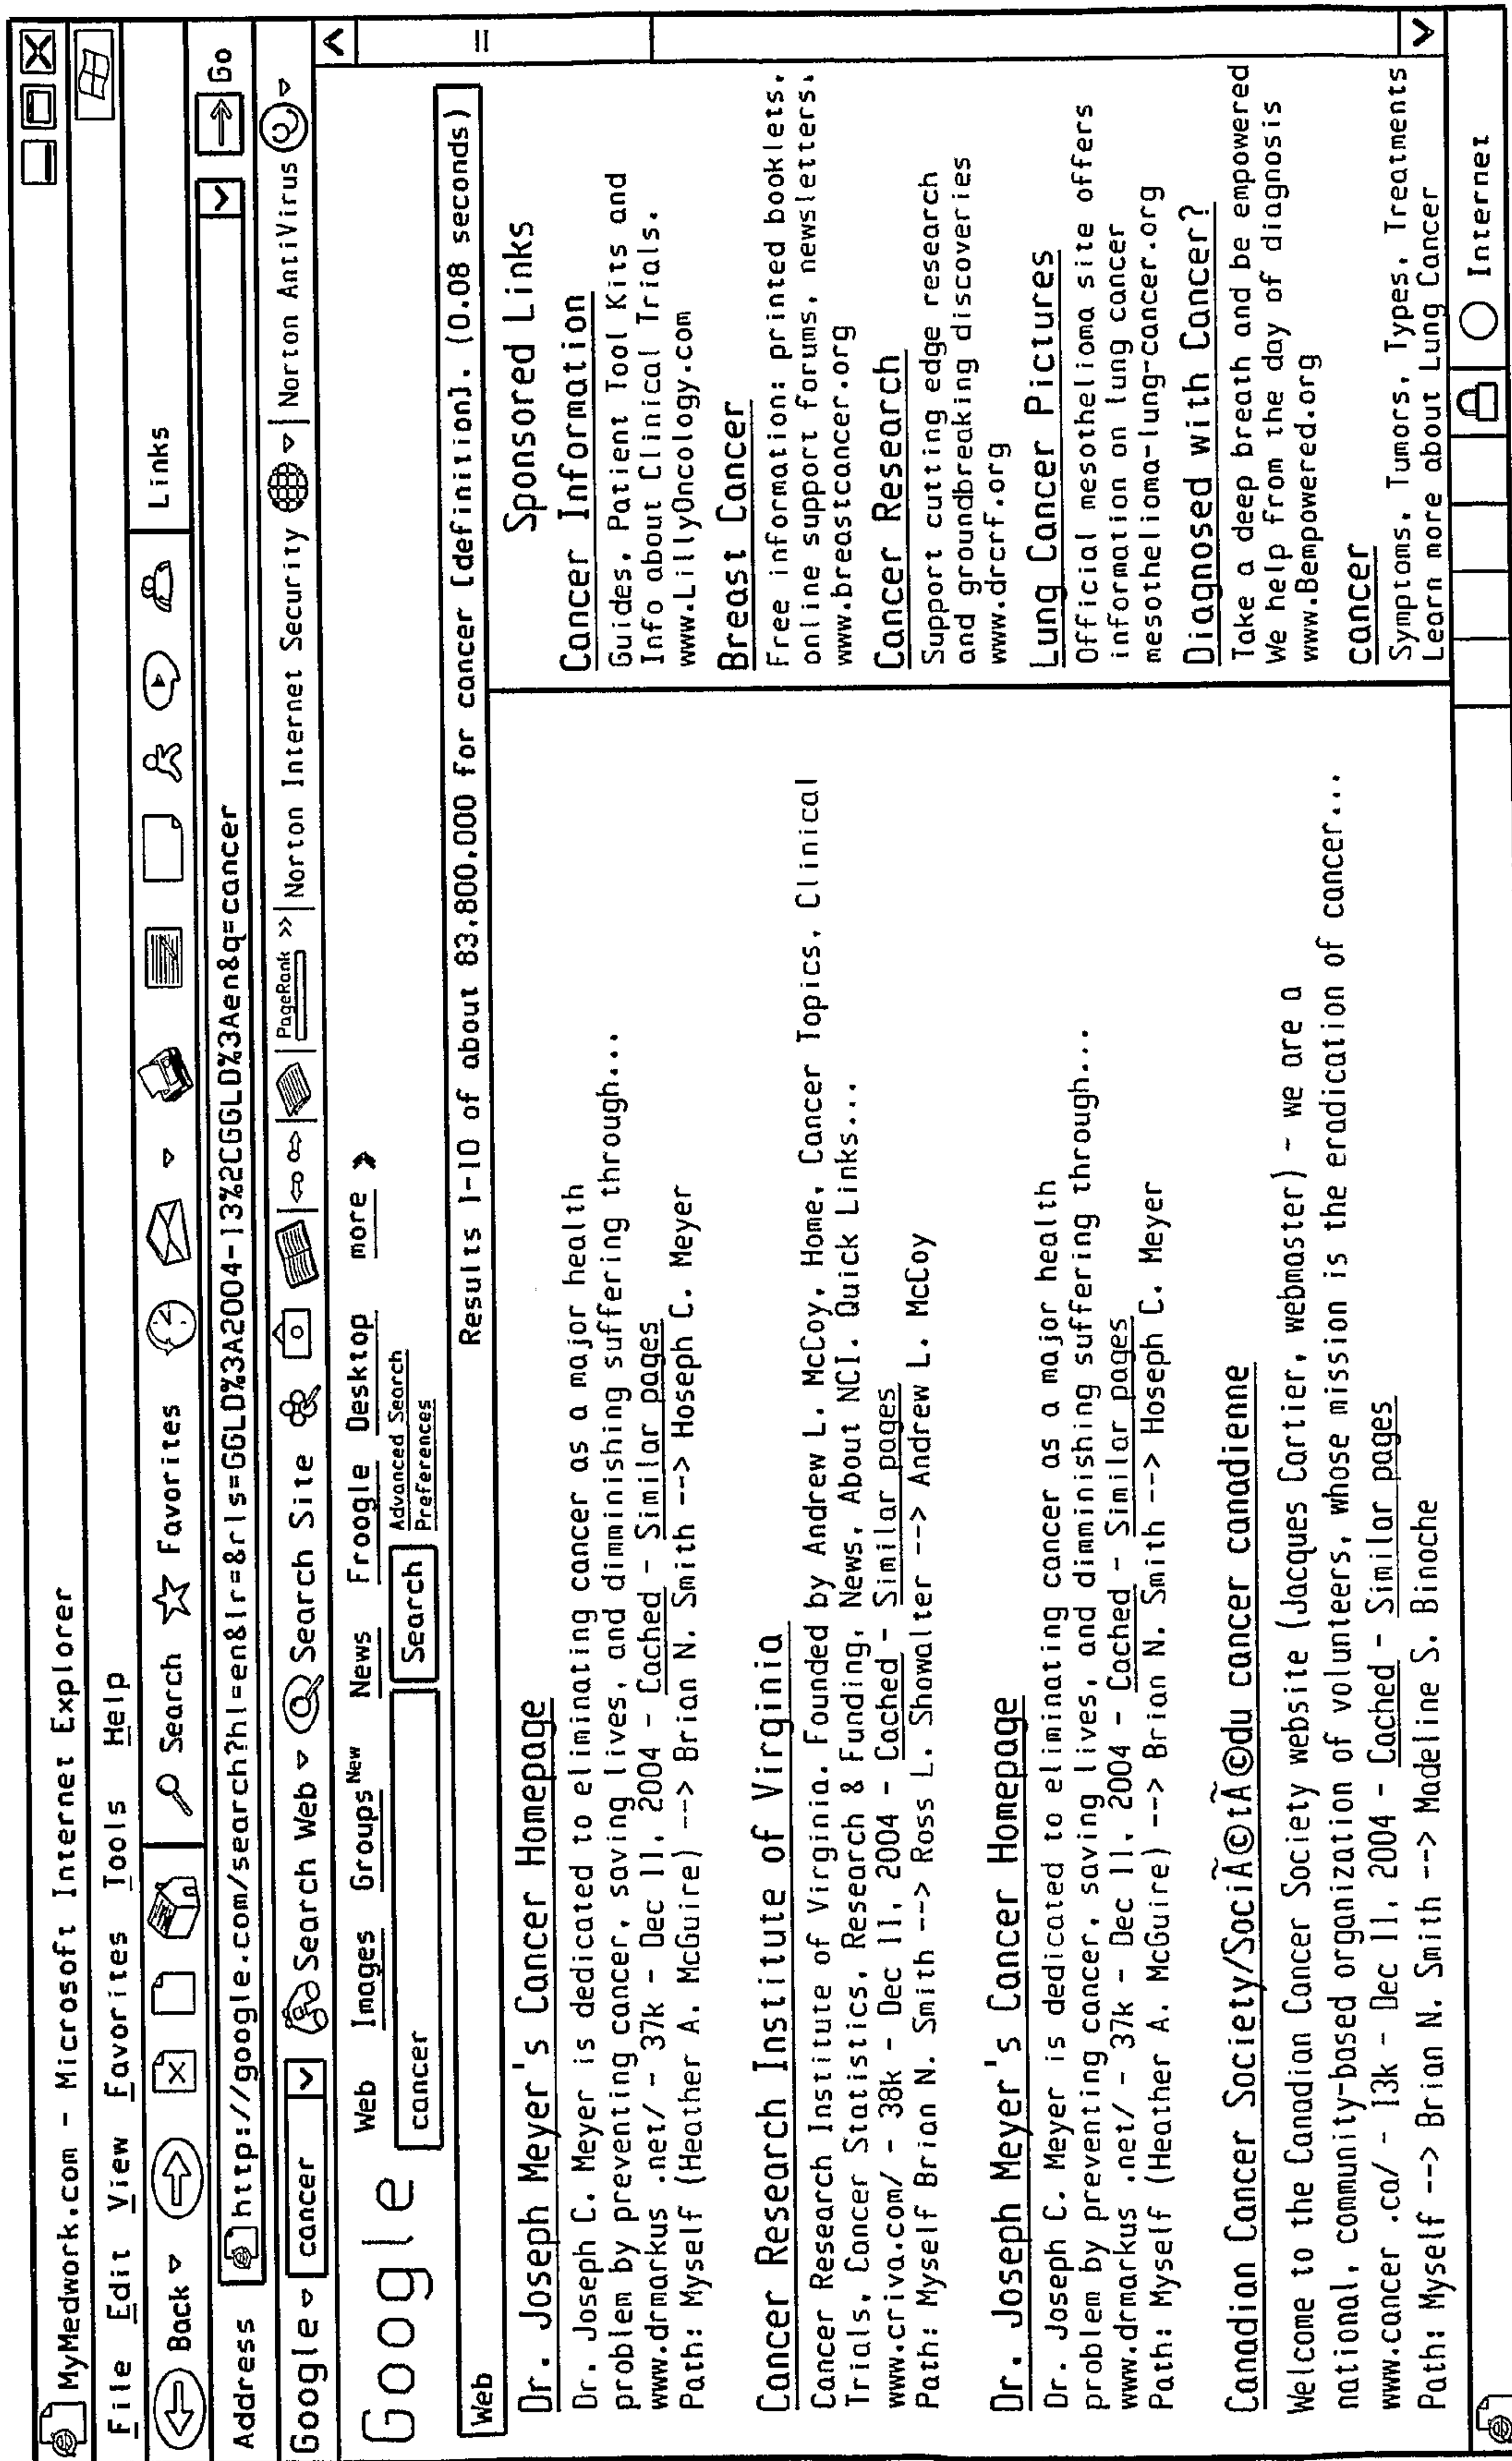 MyMedwork.com - Microsoft Internet Explorer
File Edit View Favorites Tools Help
Back Search Favorites Links
Address http://google.com/search?hl=en&lr=&rls=GGLD%3A2004-13%2CGGLD%3Aen&q=cancer Go
Google cancer Search Web Search Site PageRank >> Norton Internet Security Norton AntiVirus
Google
Web Images Groups New News Froogle Desktop more »
cancer Search Advanced Search
Preferences
Web Results 1-10 of about 83,800,000 for cancer [definition]. (0.08 seconds)
Dr. Joseph Meyer's Cancer Homepage
Dr. Joseph C. Meyer is dedicated to eliminating cancer as a major health
problem by preventing cancer, saving lives, and dimminishing suffering through...
www.drmarkus .net/ - 37k - Dec 11, 2004 - Cached - Similar pages
Path: Myself (Heather A. McGuire) --> Brian N. Smith --> Hoseph C. Meyer
Cancer Research Institute of Virginia
Cancer Research Institute of Virginia. Founded by Andrew L. McCoy, Home, Cancer Topics, Clinical
Trials, Cancer Statistics, Research & Funding, News, About NCI. Quick Links...
www.criva.com/ - 38k - Dec 11, 2004 - Cached - Similar pages
Path: Myself Brian N. Smith --> Ross L. Showalter --> Andrew L. McCoy
Dr. Joseph Meyer's Cancer Homepage
Dr. Joseph C. Meyer is dedicated to eliminating cancer as a major health
problem by preventing cancer, saving lives, and dimminishing suffering through...
www.drmarkus .net/ - 37k - Dec 11, 2004 - Cached - Similar pages
Path: Myself (Heather A. McGuire) --> Brian N. Smith --> Hoseph C. Meyer
Canadian Cancer Society/SociÃ©tÃ©du cancer canadienne
Welcome to the Canadian Cancer Society website (Jacques Cartier, webmaster) - we are a
national, community-based organization of volunteers, whose mission is the eradication of cancer...
www.cancer .ca/ - 13k - Dec 11, 2004 - Cached - Similar pages
Path: Myself --> Brian N. Smith --> Madeline S. Binoche
Sponsored Links
Cancer Information
Guides, Patient Tool Kits and
Info about Clinical Trials.
www.LillyOncology.com
Breast Cancer
Free information: printed booklets,
online support forums, newsletters.
www.breastcancer.org
Cancer Research
Support cutting edge research
and groundbreaking discoveries
www.drcrf.org
Lung Cancer Pictures
Official mesothelioma site offers
information on lung cancer
mesothelioma-lung-cancer.org
Diagnosed with Cancer?
Take a deep breath and be empowered
We help from the day of diagnosis
www.Bempowered.org
cancer
Symptoms, Tumors, Types, Treatments
Learn more about Lung Cancer
Internet